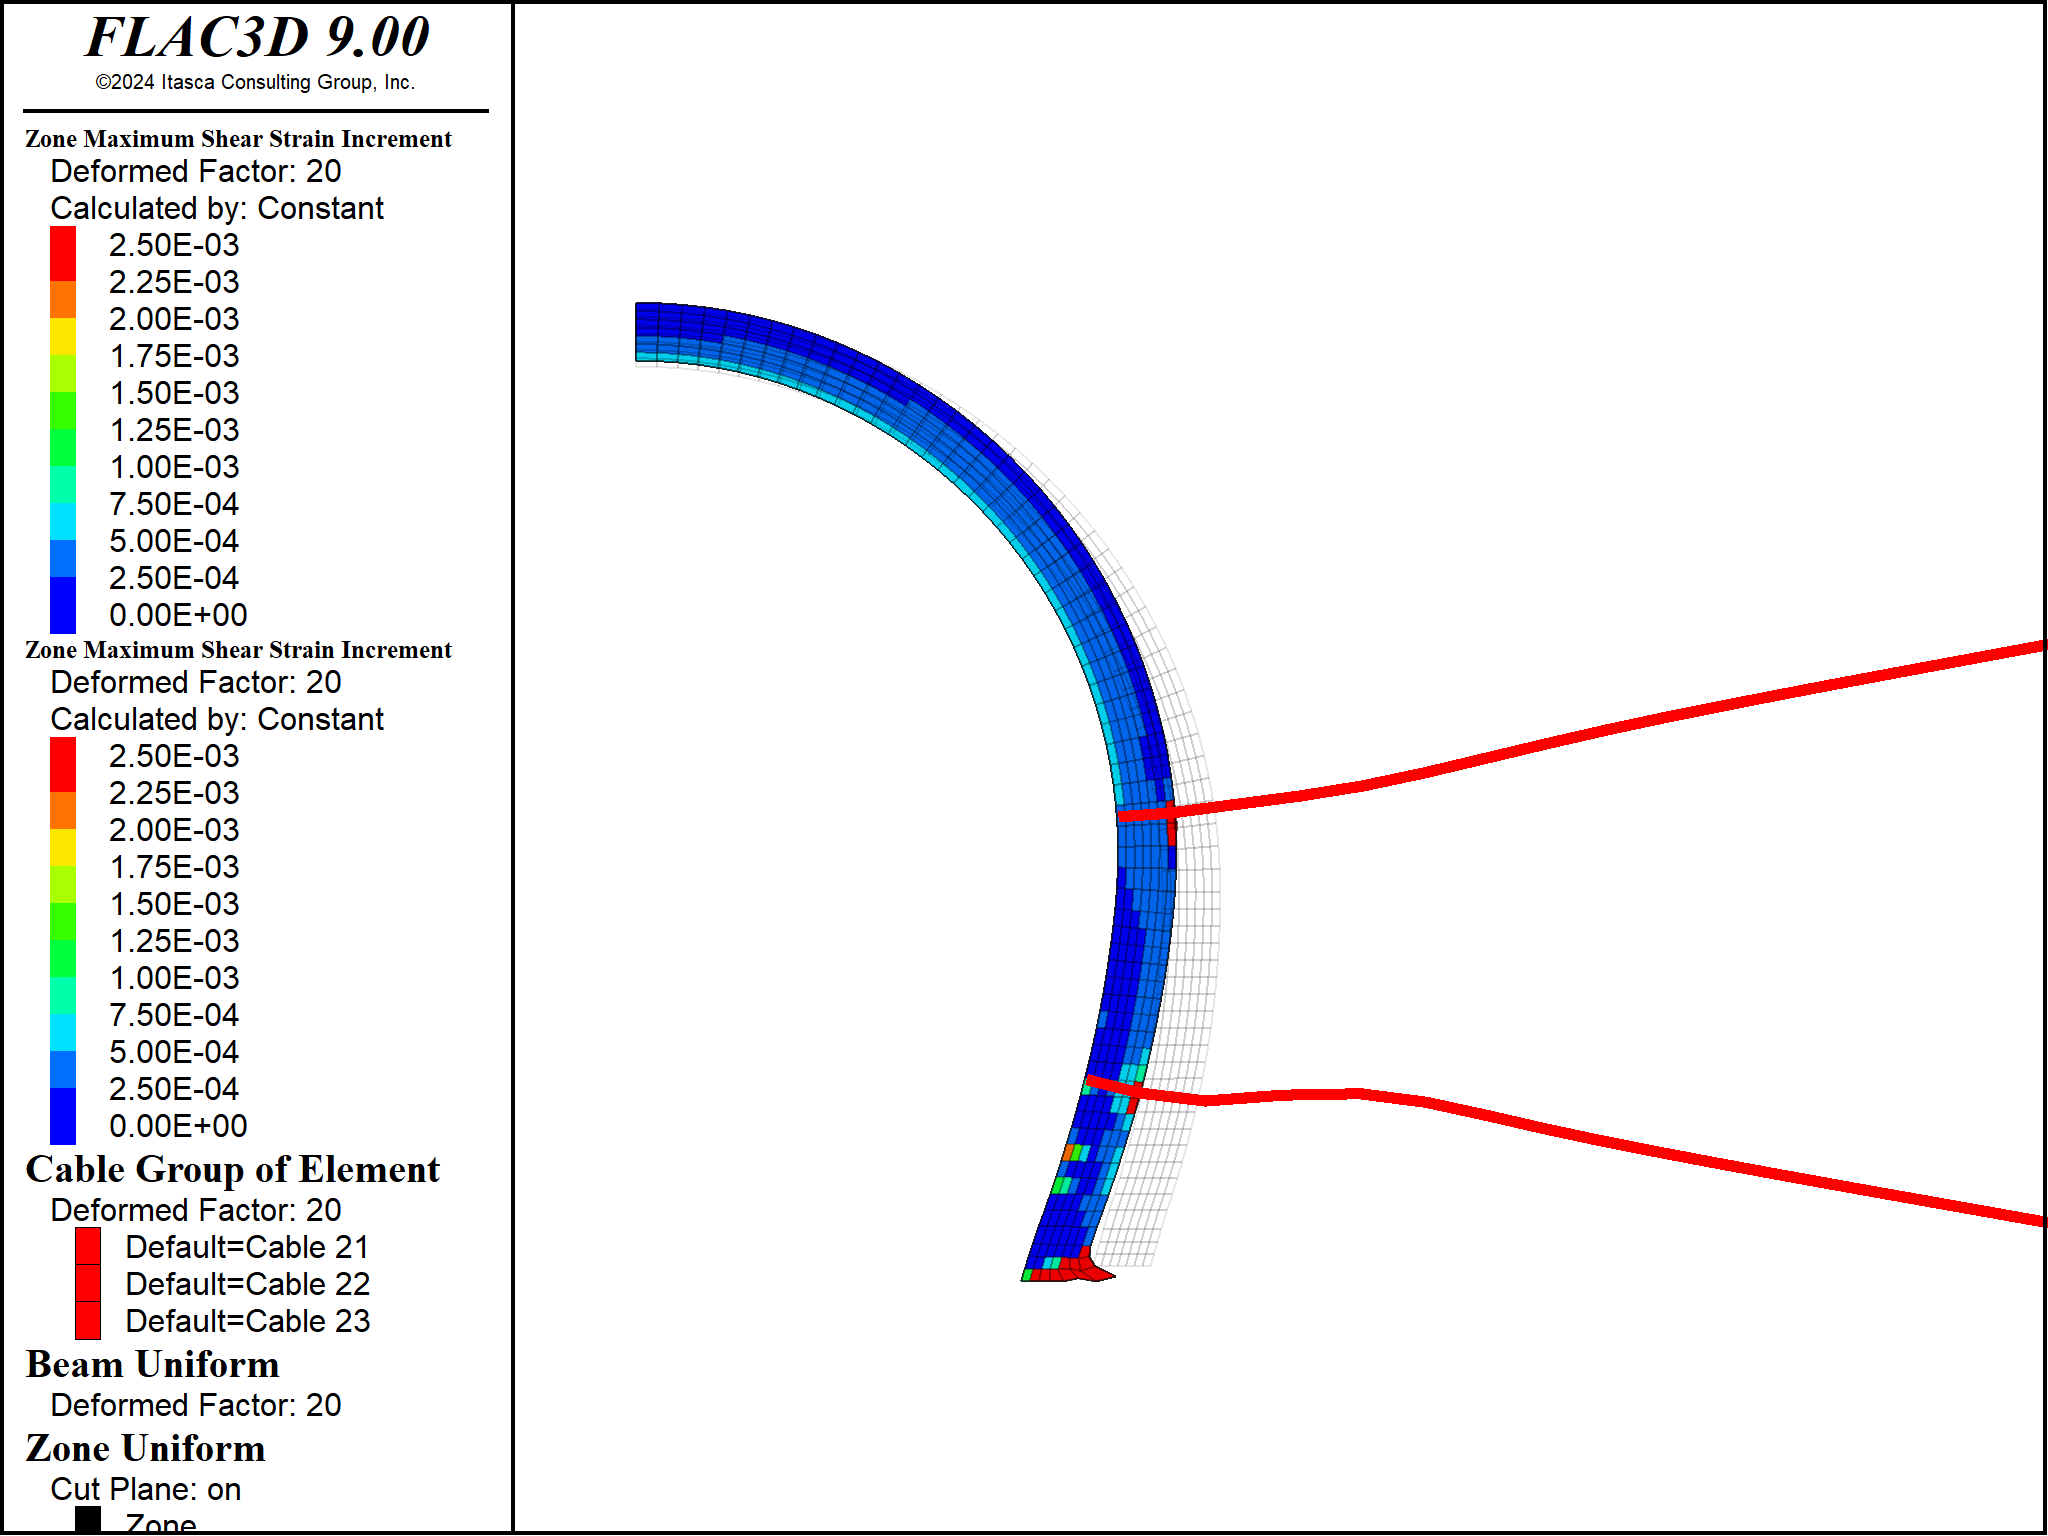 FLAC3D 9.00
©2024 Itasca Consulting Group, Inc.
Zone Maximum Shear Strain Increment
Deformed Factor: 20
Calculated by: Constant
2.50E-03
2.25E-03
2.00E-03
1.75E-03
1.50E-03
1.25E-03
1.00E-03
7.50E-04
5.00E-04
2.50E-04
0.00E+00
Zone Maximum Shear Strain Increment
Deformed Factor: 20
Calculated by: Constant
2.50E-03
2.25E-03
2.00E-03
1.75E-03
1.50E-03
1.25E-03
1.00E-03
7.50E-04
5.00E-04
2.50E-04
0.00E+00
Cable Group of Element
Deformed Factor: 20
Default=Cable 21
Default=Cable 22
Default=Cable 23
Beam Uniform
Deformed Factor: 20
Zone Uniform
Cut Plane: on
Zone